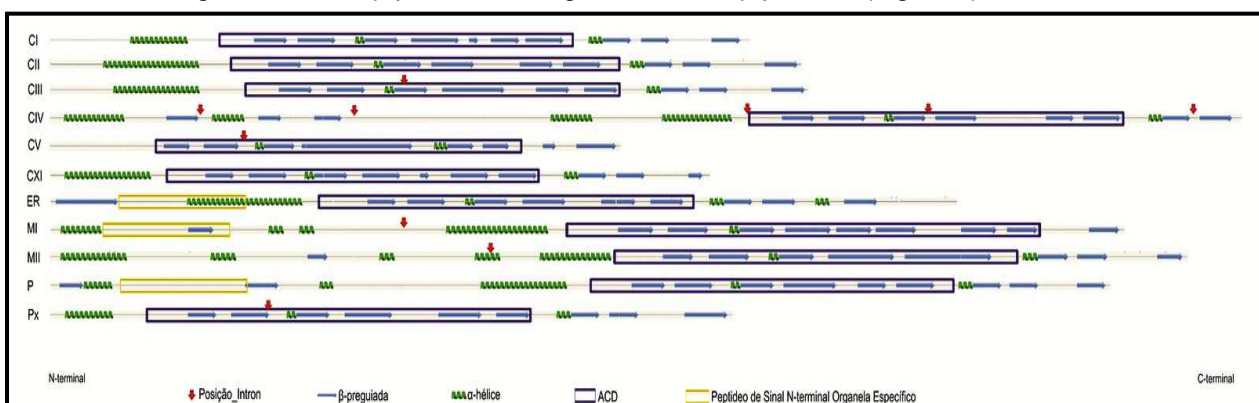 CI
CII
CIII
CIV
CV
CXI
ER
MI
MII
P
Px
N-terminal
C-terminal
Posição_Intron
β-preguiada
α-hélice
ACD
Peptídeo de Sinal N-terminal Organela Específico